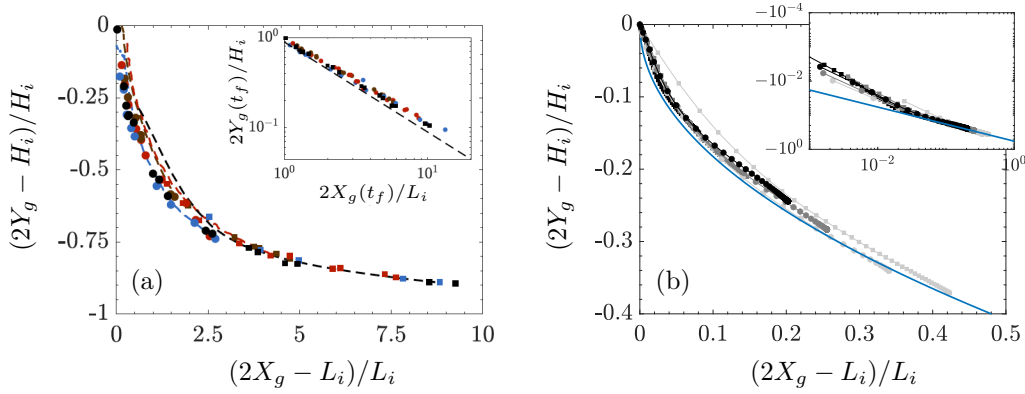 0
-0.25
-0.5
-0.75
-1
(2Y_g − H_i)/H_i
0 2.5 5 7.5 10
(2X_g − L_i)/L_i
(a)
10^0
10^{-1}
2Y_g(t_f)/H_i
10^0 10^1
2X_g(t_f)/L_i
0
-0.1
-0.2
-0.3
-0.4
(2Y_g − H_i)/H_i
0 0.1 0.2 0.3 0.4 0.5
(2X_g − L_i)/L_i
(b)
−10^{-4}
−10^{-2}
−10^0
10^{-2} 10^0